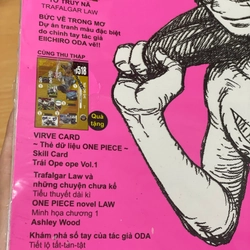 TRUY NÃ
TRAFALGAR LAW
BỨC VẼ TRONG MƠ
Dự án tranh màu đặc biệt
do chính tay tác giả
EIICHIRO ODA vẽ!!
CÙNG THU THẬP
Quà
tặng
VIVRE CARD
~ Thẻ dữ liệu ONE PIECE ~
Skill Card
Trái Ope ope Vol.1
Trafalgar Law và
những chuyện chưa kể
Tiểu thuyết dài kì
ONE PIECE novel LAW
Minh họa chương 1
Ashley Wood
Khám phá sổ tay của tác giả ODA
Tiết lộ tất-tần-tật